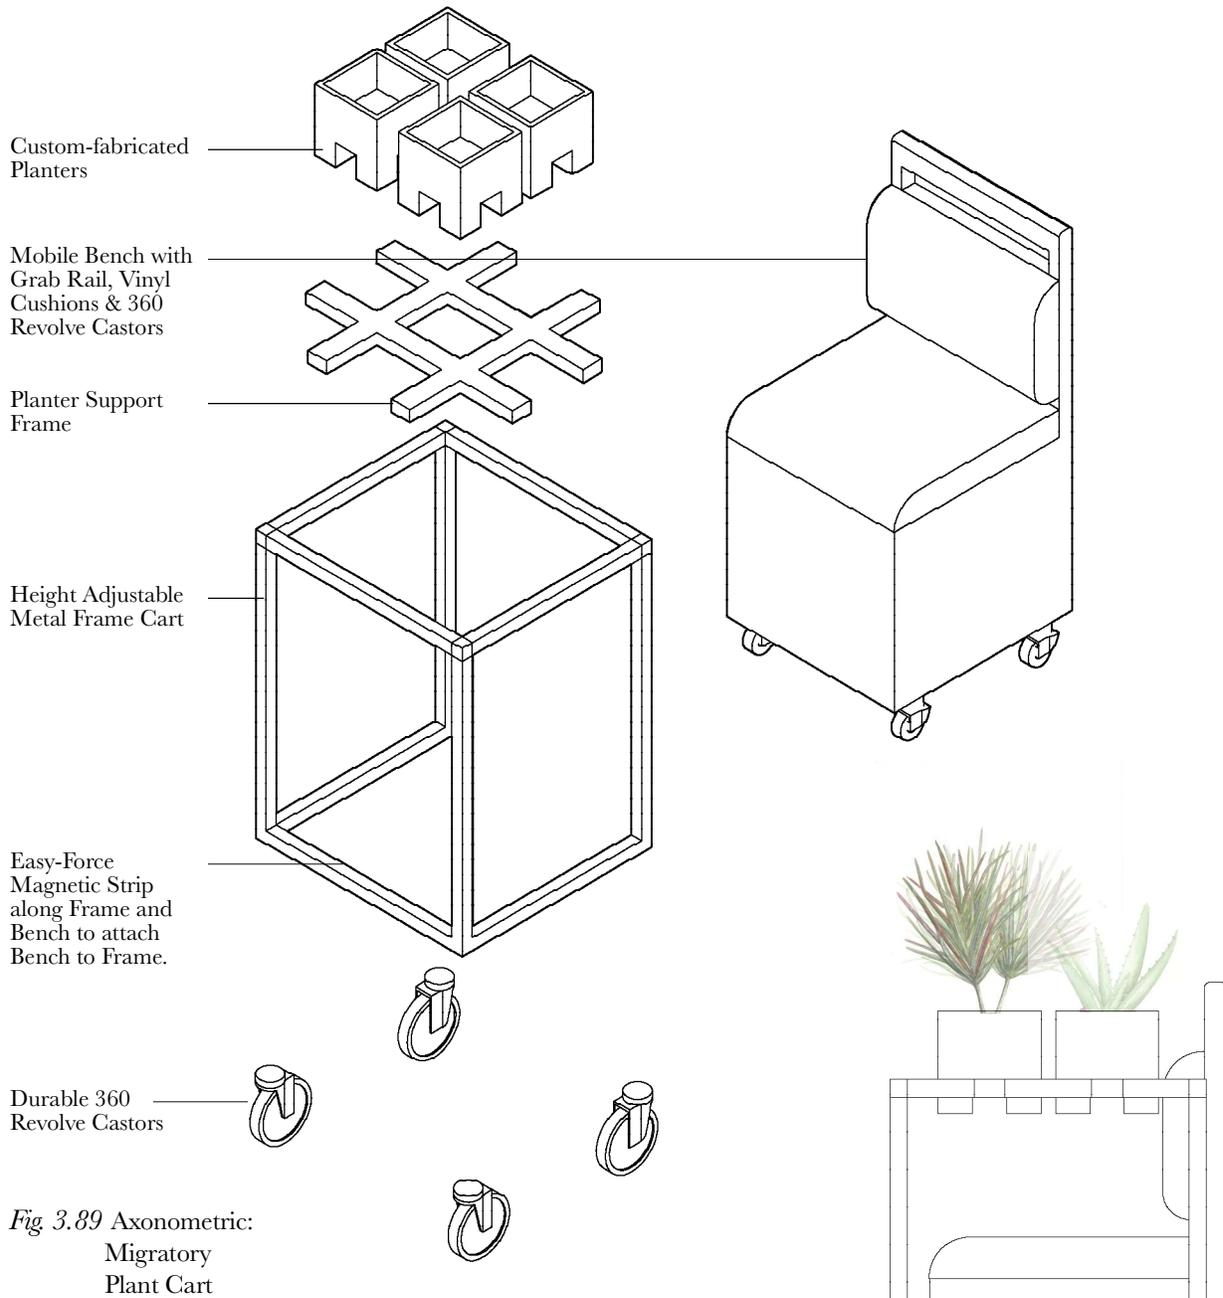 Custom-fabricated
Planters
Mobile Bench with
Grab Rail, Vinyl
Cushions & 360
Revolve Castors
Planter Support
Frame
Height Adjustable
Metal Frame Cart
Easy-Force
Magnetic Strip
along Frame and
Bench to attach
Bench to Frame.
Durable 360
Revolve Castors
Fig. 3.89 Axonometric:
Migratory
Plant Cart